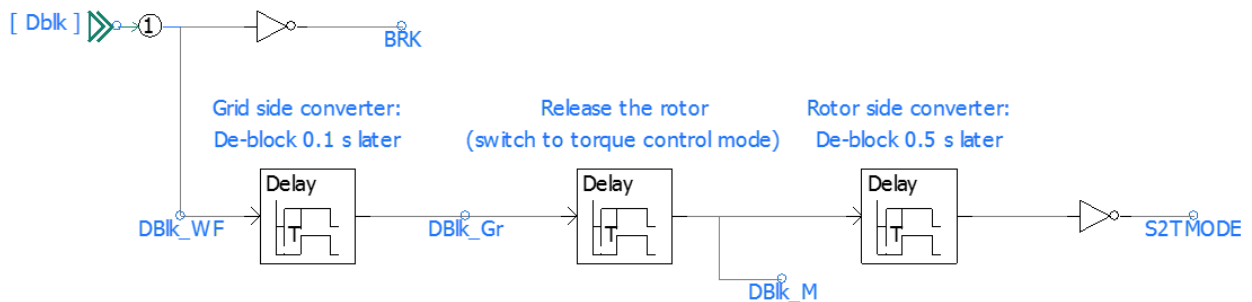 [ Dblk ]
1
BRK
Grid side converter:
De-block 0.1 s later
Release the rotor
(switch to torque control mode)
Rotor side converter:
De-block 0.5 s later
Delay
T
Delay
T
Delay
T
DBlk_WF
DBlk_Gr
S2TMODE
DBlk_M